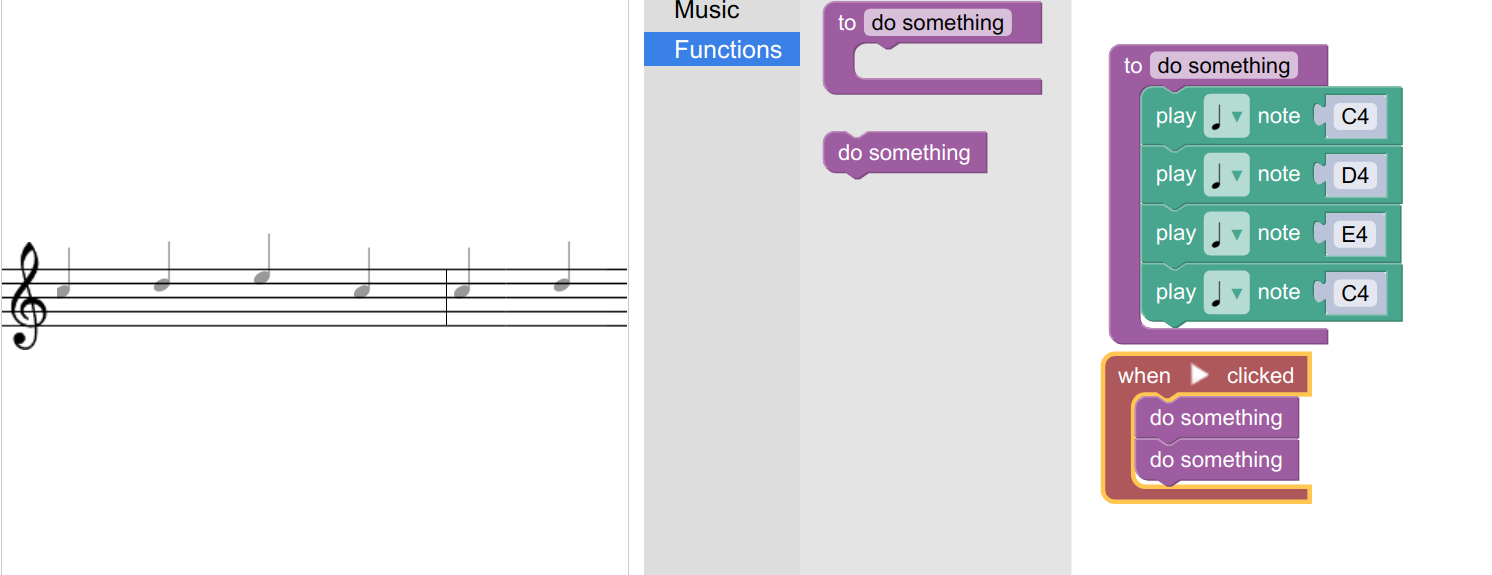 Music
Functions
to do something
do something
to do something
play note C4
play note D4
play note E4
play note C4
when clicked
do something
do something